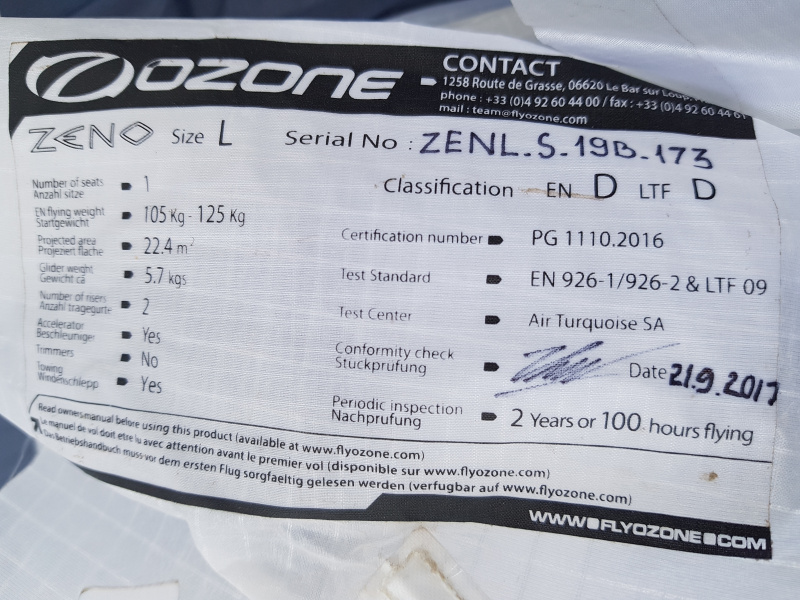 OZONE
CONTACT
1258 Route de Grasse, 06620 Le Bar sur Loup,
phone : +33 (0)4 92 60 44 00 / fax : +33 (0)4 92 60 44 61
mail : team@flyozone.com
ZENO Size L Serial No : ZENL.S.19B.173
Classification EN D LTF D
Number of seats 1
Anzahl sitze
EN flying weight 105 Kg - 125 Kg
Startgewicht
Projected area 22.4 m²
Projeziert fläche
Glider weight 5.7 kgs
Gewicht ca
Number of risers 2
Anzahl tragegurte
Accelerator Yes
Beschleuniger
Trimmers No
Towing Yes
Windenschlepp
Certification number PG 1110.2016
Test Standard EN 926-1/926-2 & LTF 09
Test Center Air Turquoise SA
Conformity check Date 21.9.2017
Stückprüfung
Periodic inspection 2 Years or 100 hours flying
Nachprüfung
Read owners manual before using this product (available at www.flyozone.com)
Le manuel de vol doit etre lu avec attention avant le premier vol (disponible sur www.flyozone.com)
Das Betriebshandbuch muss vor dem ersten Flug sorgfaeltig gelesen werden (verfugbar auf www.flyozone.com)
WWW.FLYOZONE.COM